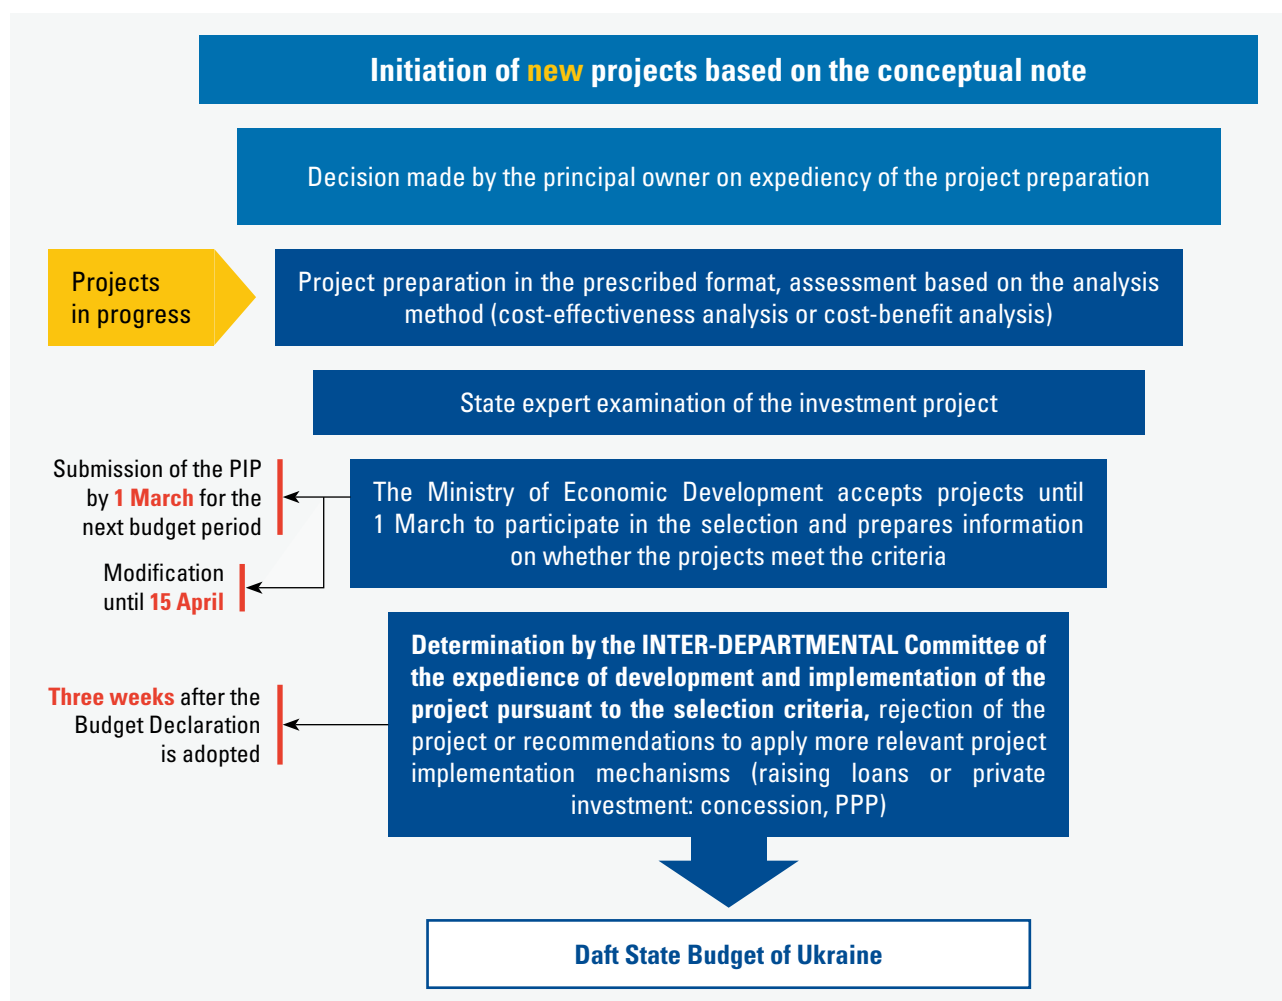 Initiation of new projects based on the conceptual note
Decision made by the principal owner on expediency of the project preparation
Projects
in progress
Project preparation in the prescribed format, assessment based on the analysis
method (cost-effectiveness analysis or cost-benefit analysis)
State expert examination of the investment project
Submission of the PIP
by 1 March for the
next budget period
Modification
until 15 April
The Ministry of Economic Development accepts projects until
1 March to participate in the selection and prepares information
on whether the projects meet the criteria
Three weeks after the
Budget Declaration
is adopted
Determination by the INTER-DEPARTMENTAL Committee of
the expedience of development and implementation of the
project pursuant to the selection criteria, rejection of the
project or recommendations to apply more relevant project
implementation mechanisms (raising loans or private
investment: concession, PPP)
Daft State Budget of Ukraine